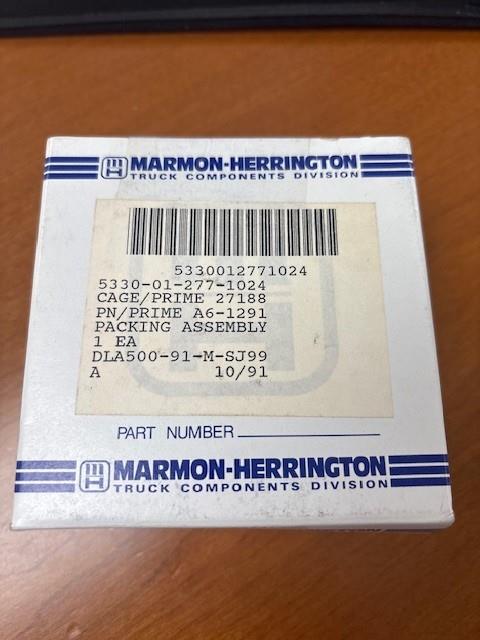 MARMON-HERRINGTON
TRUCK COMPONENTS DIVISION
5330012771024
5330-01-277-1024
CAGE/PRIME 27188
PN/PRIME A6-1291
PACKING ASSEMBLY
1 EA
DLA500-91-M-SJ99
A 10/91
PART NUMBER
MARMON-HERRINGTON
TRUCK COMPONENTS DIVISION